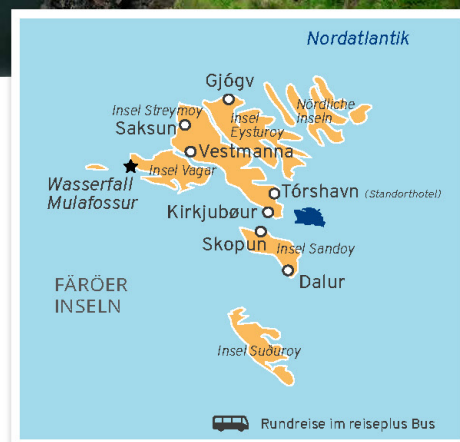 Nordatlantik
Gjógv
Insel Streymoy
Saksun
Insel
Eysturoy
Nördliche
Inseln
Vestmanna
Insel Vagar
Wasserfall
Mulafossur
Tórshavn (Standorthotel)
Kirkjubøur
Skopun
Insel Sandoy
Dalur
FÄRÖER
INSELN
Insel Suðuroy
Rundreise im reiseplus Bus